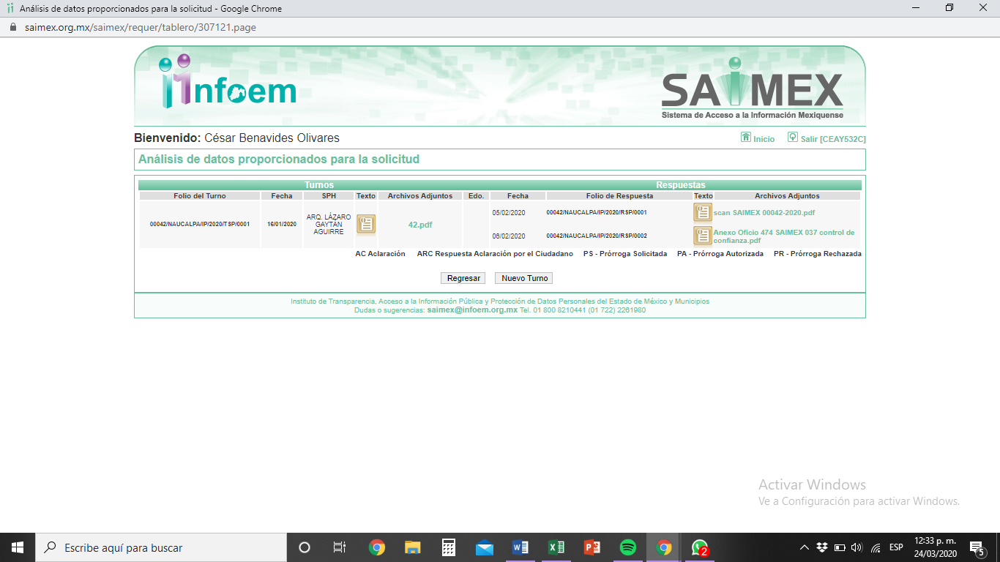 Análisis de datos proporcionados para la solicitud - Google Chrome
saimex.org.mx/saimex/requer/tablero/307121.page
infoem
SAIMEX
Sistema de Acceso a la Información Mexiquense
Bienvenido: César Benavides Olivares
Inicio Salir [CEAY532C]
Análisis de datos proporcionados para la solicitud
Turnos Respuestas
Folio del Turno Fecha SPH Texto Archivos Adjuntos Edo. Fecha Folio de Respuesta Texto Archivos Adjuntos
00042/NAUCALPA/IP/2020/TSP/0001 16/01/2020 ARQ. LÁZARO GAYTÁN AGUIRRE 42.pdf
05/02/2020 00042/NAUCALPA/IP/2020/RSP/0001 scan SAIMEX 00042-2020.pdf
06/02/2020 00042/NAUCALPA/IP/2020/RSP/0002 Anexo Oficio 474 SAIMEX 037 control de confianza.pdf
AC Aclaración ARC Respuesta Aclaración por el Ciudadano PS - Prórroga Solicitada PA - Prórroga Autorizada PR - Prórroga Rechazada
Regresar Nuevo Turno
Instituto de Transparencia, Acceso a la Información Pública y Protección de Datos Personales del Estado de México y Municipios
Dudas o sugerencias: saimex@infoem.org.mx Tel. 01 800 8210441 (01 722) 2261980
Activar Windows
Ve a Configuración para activar Windows.
Escribe aquí para buscar
2
ESP
12:33 p. m.
24/03/2020
5